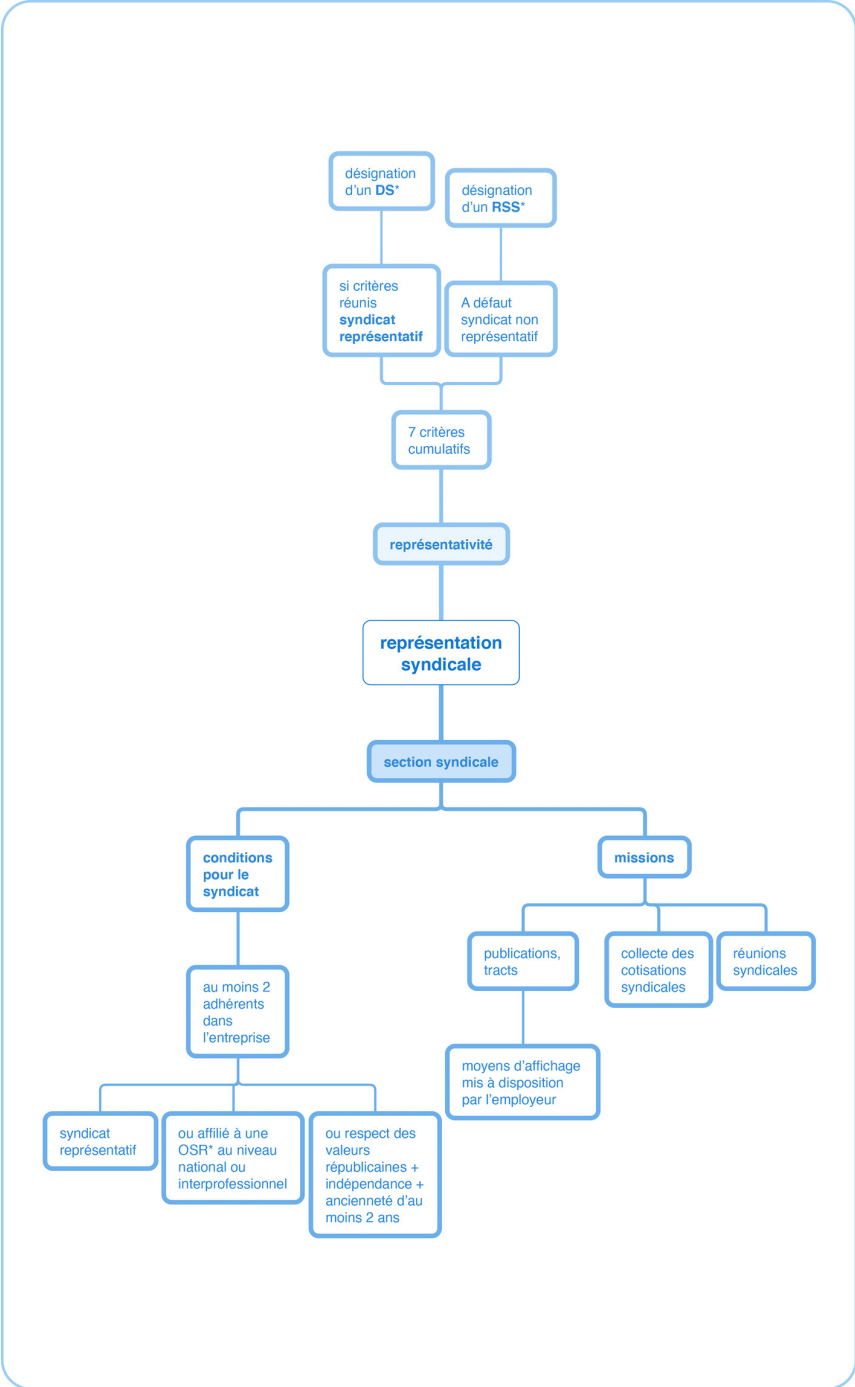 désignation
d'un DS*
désignation
d'un RSS*
si critères
réunis
syndicat
représentatif
A défaut
syndicat non
représentatif
7 critères
cumulatifs
représentativité
représentation
syndicale
section syndicale
conditions
pour le
syndicat
missions
au moins 2
adhérents
dans
l'entreprise
publications,
tracts
collecte des
cotisations
syndicales
réunions
syndicales
moyens d'affichage
mis à disposition
par l'employeur
syndicat
représentatif
ou affilié à une
OSR* au niveau
national ou
interprofessionnel
ou respect des
valeurs
républicaines +
indépendance +
ancienneté d'au
moins 2 ans